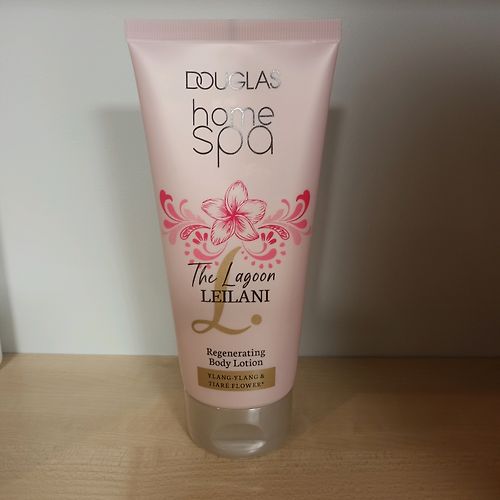 DOUGLAS
home
spa
The Lagoon
LEILANI
L.
Regenerating
Body Lotion
YLANG-YLANG &
TIARE FLOWER*